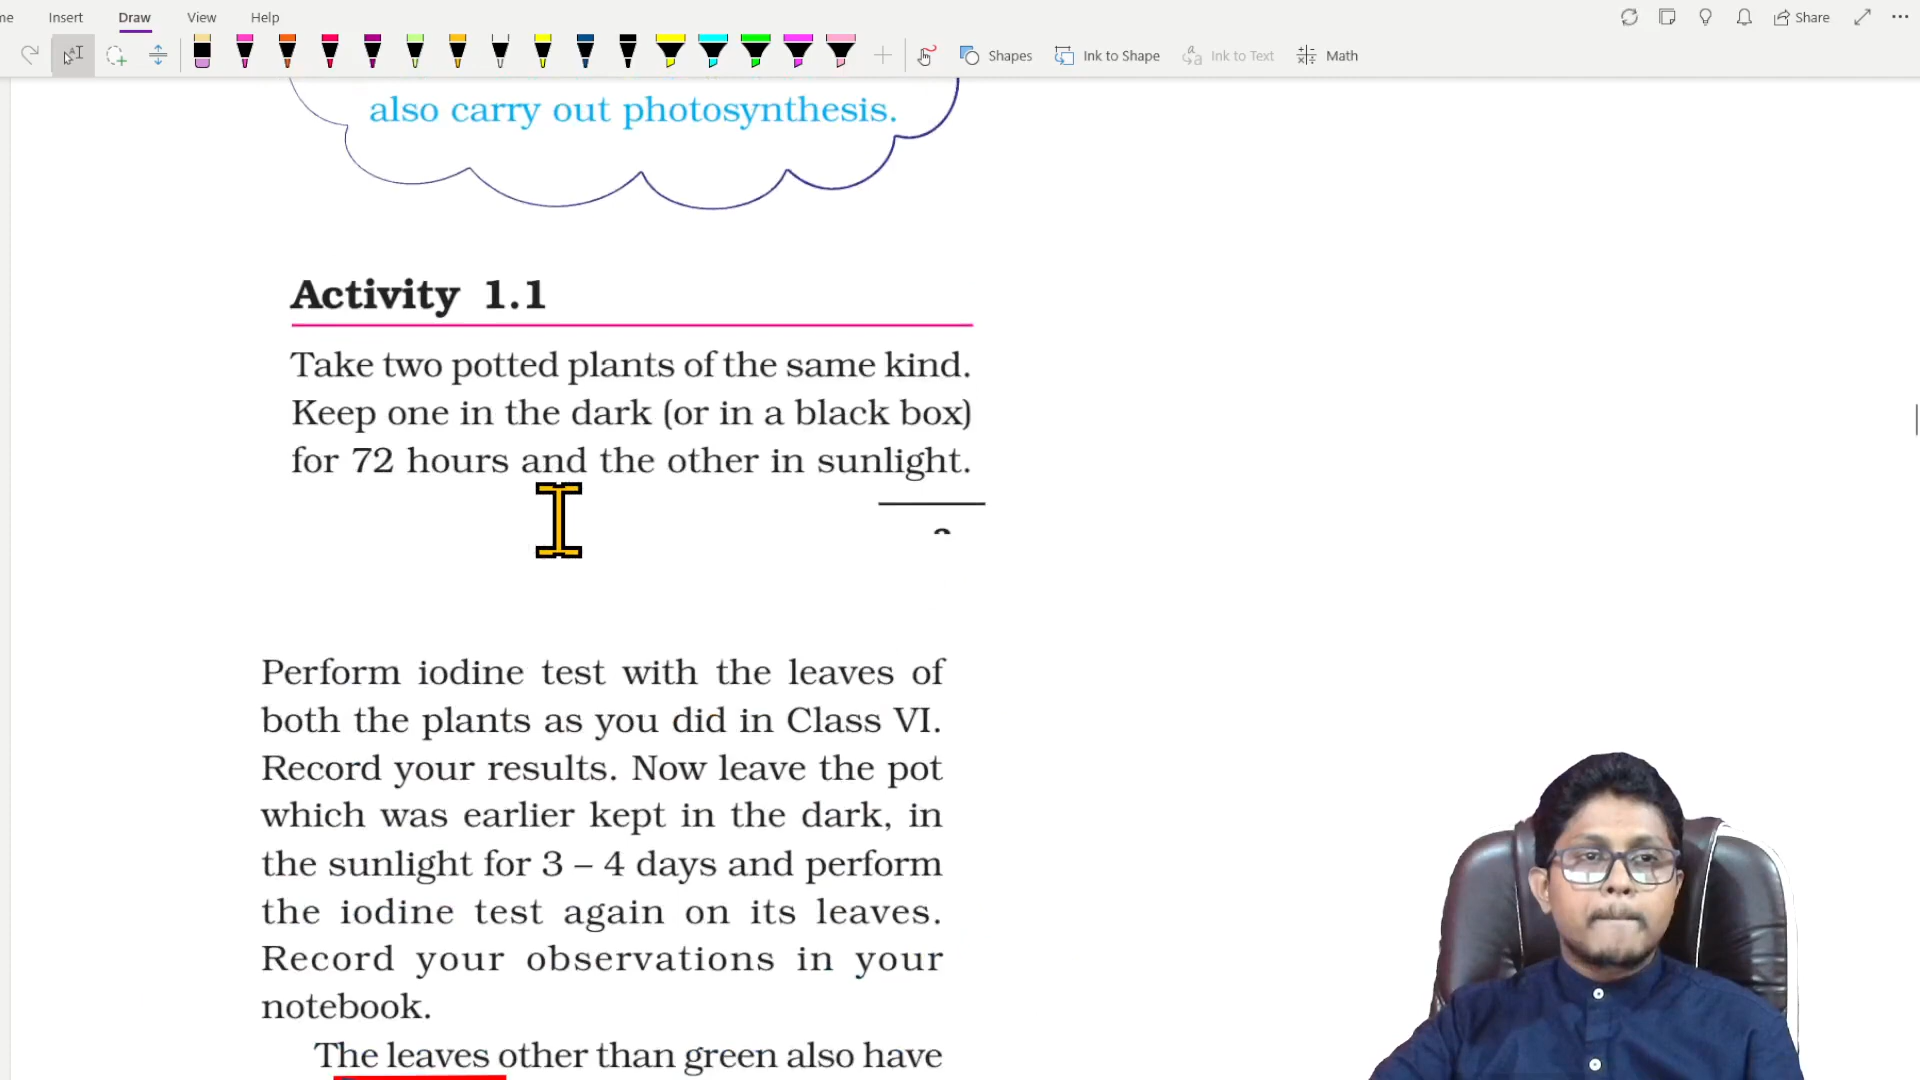 me Insert Draw View Help Share
Shapes Ink to Shape Ink to Text Math
also carry out photosynthesis.
Activity 1.1
Take two potted plants of the same kind.
Keep one in the dark (or in a black box)
for 72 hours and the other in sunlight.
Perform iodine test with the leaves of
both the plants as you did in Class VI.
Record your results. Now leave the pot
which was earlier kept in the dark, in
the sunlight for 3 – 4 days and perform
the iodine test again on its leaves.
Record your observations in your
notebook.
The leaves other than green also have